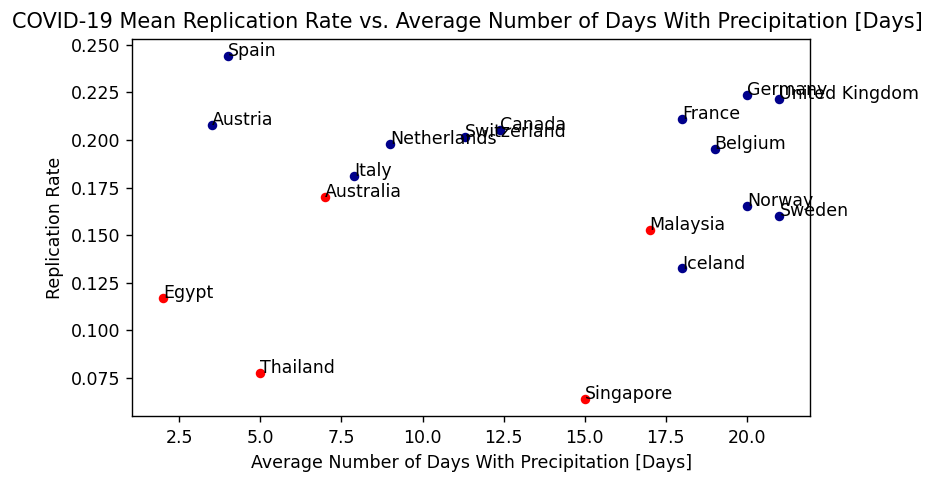 COVID-19 Mean Replication Rate vs. Average Number of Days With Precipitation [Days]
0.250
Spain
0.225
Germany
United Kingdom
Austria
France
0.200
Canada
Switzerland
Netherlands
Belgium
Italy
0.175
Australia
Norway
Sweden
0.150
Malaysia
Iceland
0.125
Egypt
0.100
Thailand
0.075
Singapore
Replication Rate
2.5 5.0 7.5 10.0 12.5 15.0 17.5 20.0
Average Number of Days With Precipitation [Days]